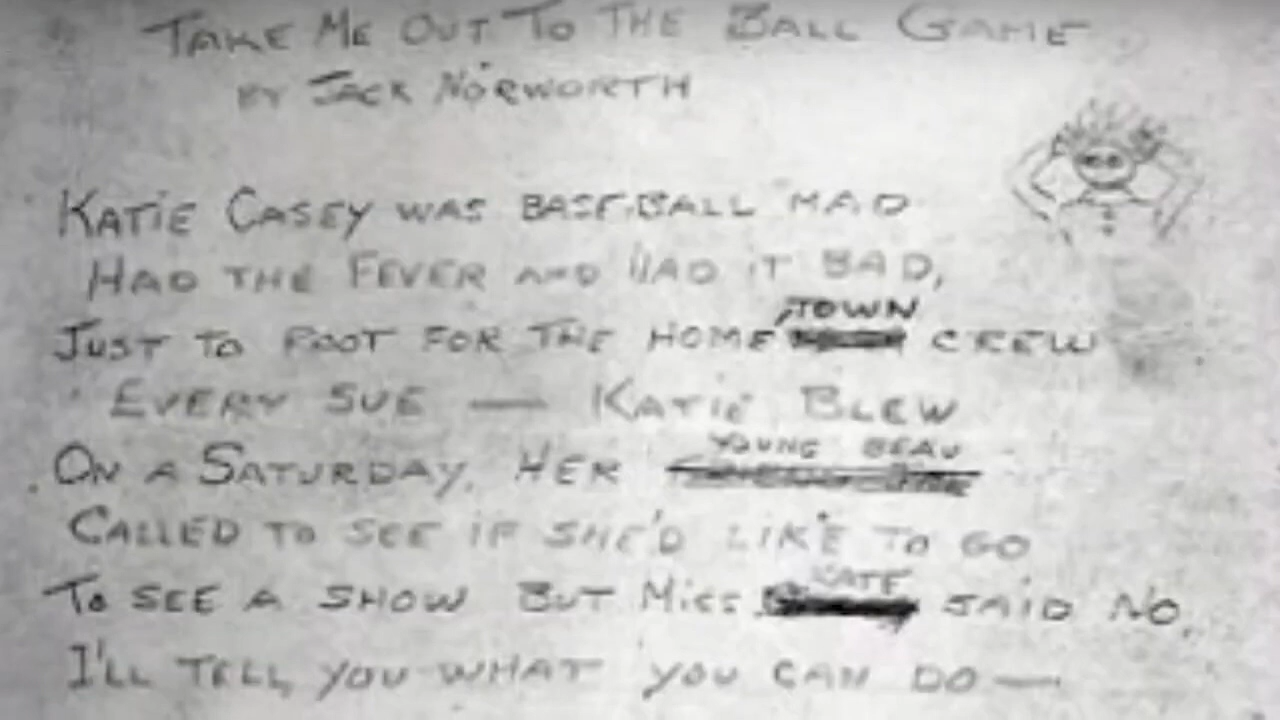 TAKE ME OUT TO THE BALL GAME
BY JACK NORWORTH
KATIE CASEY WAS BASE BALL MAD
HAD THE FEVER AND HAD IT BAD,
JUST TO ROOT FOR THE HOME TOWN CREW
EVERY SUE — KATIE BLEW
ON A SATURDAY, HER YOUNG BEAU
CALLED TO SEE IF SHE'D LIKE TO GO
TO SEE A SHOW BUT MISS KATE SAID NO,
I'LL TELL YOU WHAT YOU CAN DO —